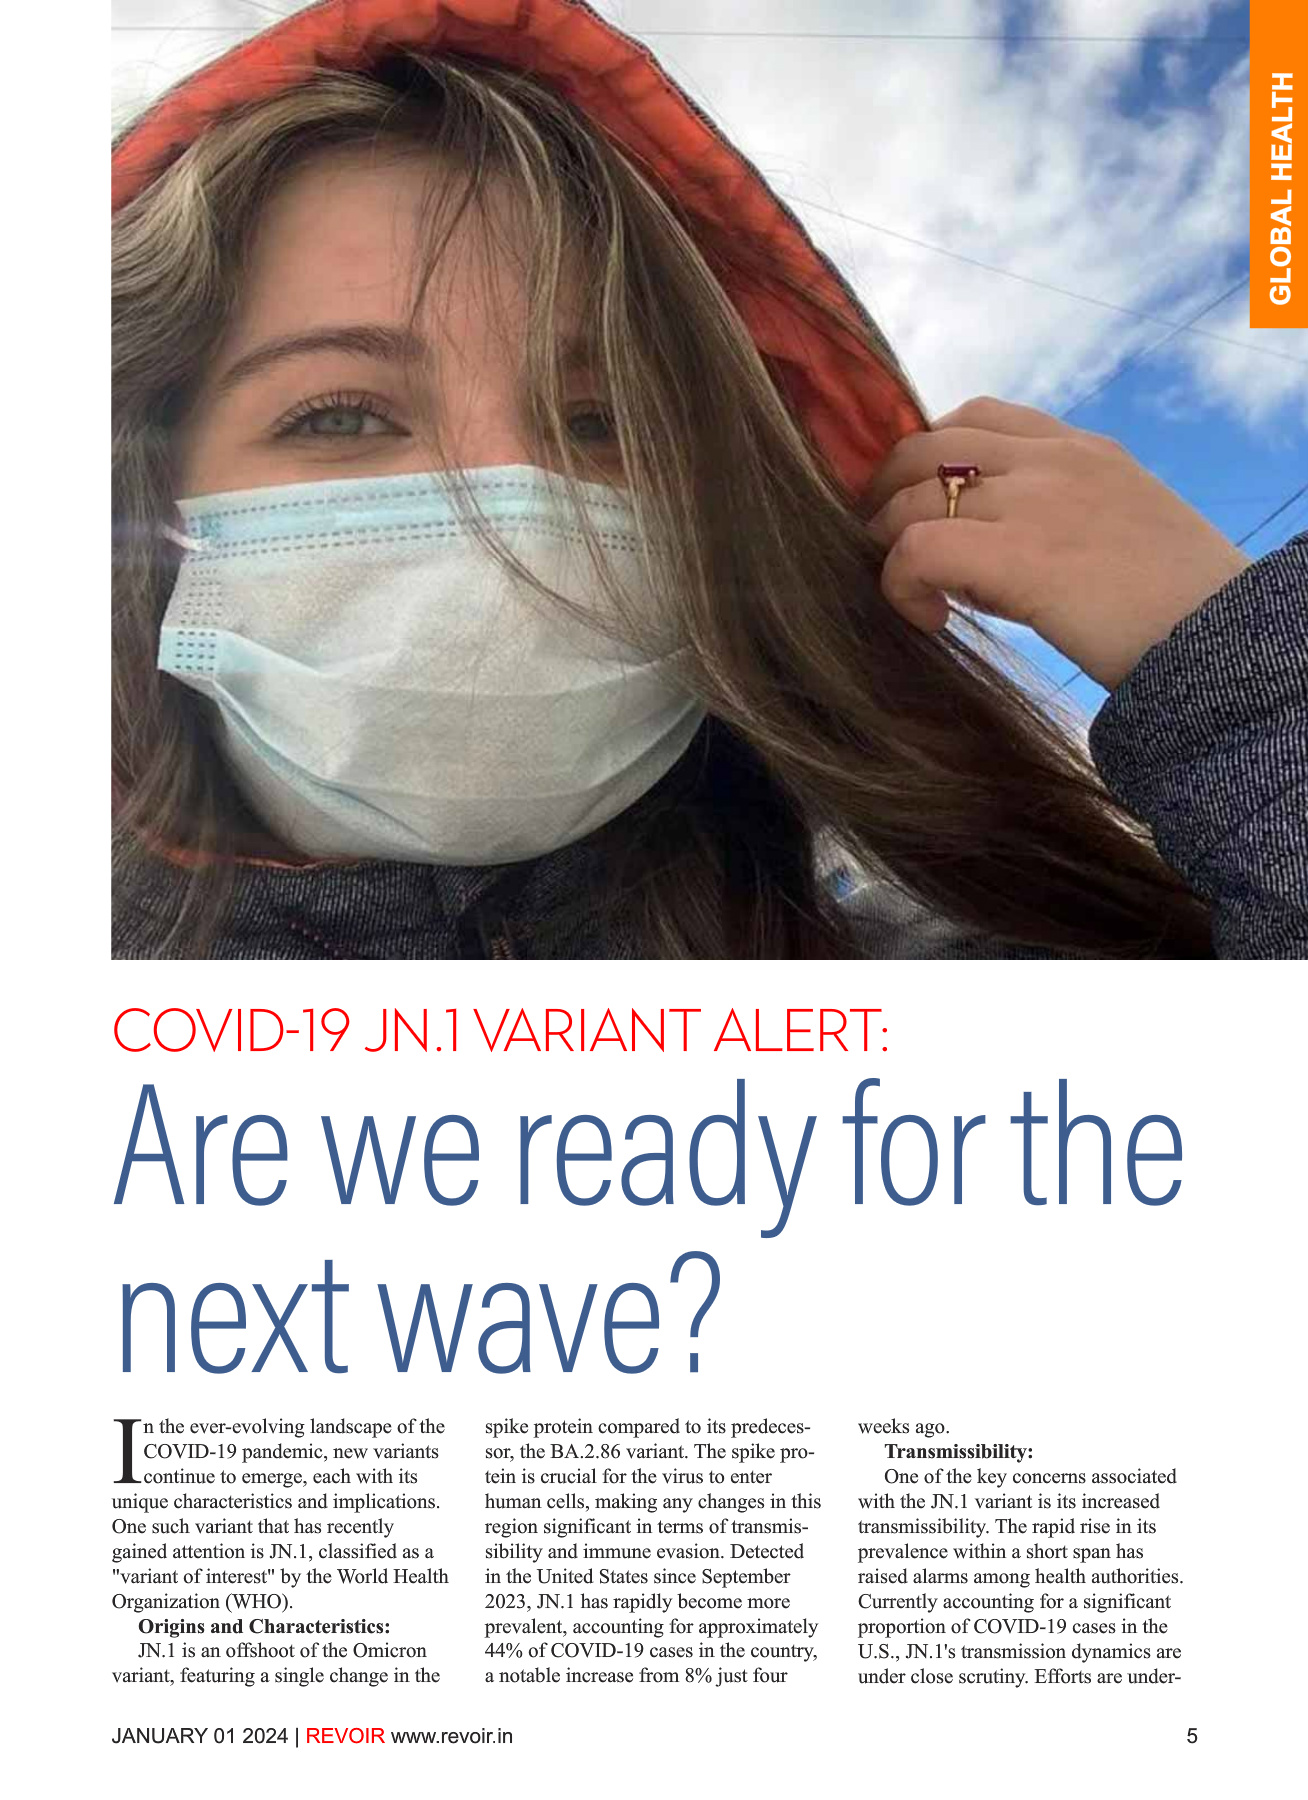 GLOBAL HEALTH
COVID-19 JN.1 VARIANT ALERT:
Are we ready for the
next wave?
In the ever-evolving landscape of the
COVID-19 pandemic, new variants
continue to emerge, each with its
unique characteristics and implications.
One such variant that has recently
gained attention is JN.1, classified as a
"variant of interest" by the World Health
Organization (WHO).
Origins and Characteristics:
JN.1 is an offshoot of the Omicron
variant, featuring a single change in the
spike protein compared to its predeces-
sor, the BA.2.86 variant. The spike pro-
tein is crucial for the virus to enter
human cells, making any changes in this
region significant in terms of transmis-
sibility and immune evasion. Detected
in the United States since September
2023, JN.1 has rapidly become more
prevalent, accounting for approximately
44% of COVID-19 cases in the country,
a notable increase from 8% just four
weeks ago.
Transmissibility:
One of the key concerns associated
with the JN.1 variant is its increased
transmissibility. The rapid rise in its
prevalence within a short span has
raised alarms among health authorities.
Currently accounting for a significant
proportion of COVID-19 cases in the
U.S., JN.1's transmission dynamics are
under close scrutiny. Efforts are under-
JANUARY 01 2024 | REVOIR www.revoir.in
5